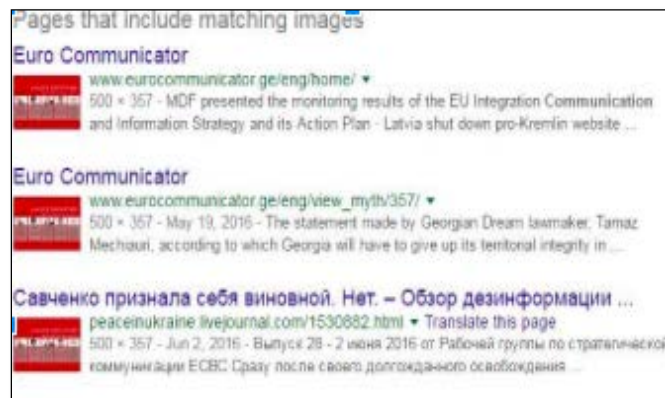 Pages that include matching images
Euro Communicator
www.eurocommunicator.ge/eng/home/
500 × 357 - MDF presented the monitoring results of the EU Integration Communication
and Information Strategy and its Action Plan - Latvia shut down pro-Kremlin website ...
Euro Communicator
www.eurocommunicator.ge/eng/view_myth/357/
500 × 357 - May 19, 2016 - The statement made by Georgian Dream lawmaker, Tamaz
Mechiauri, according to which Georgia will have to give up its territorial integrity in ...
Савченко признала себя виновной. Нет. – Обзор дезинформации ...
peaceinukraine.livejournal.com/1530882.html Translate this page
500 × 357 - Jun 2, 2016 - Выпуск 28 - 2 июня 2016 от Рабочей группы по стратегической
коммуникации ЕСВС Сразу после своего долгожданного освобождения ...